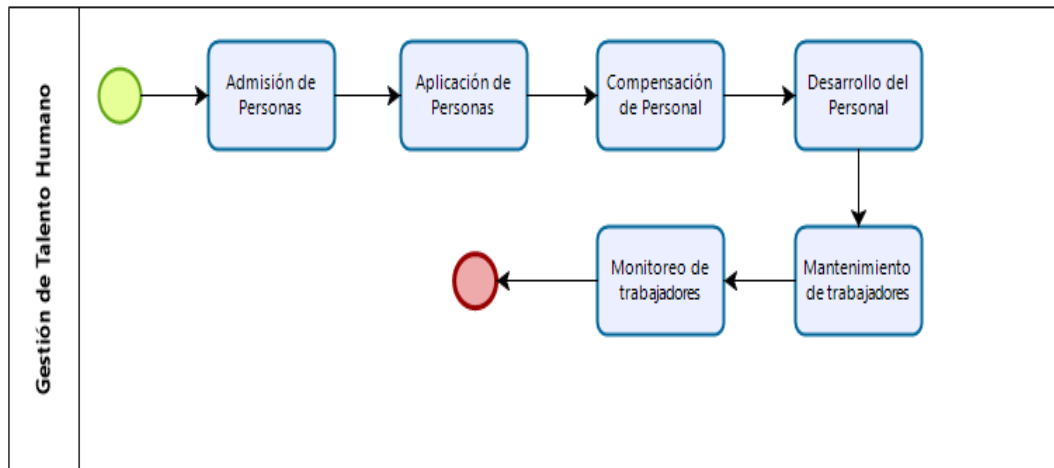 Gestión de Talento Humano
Admisión de
Personas
Aplicación de
Personas
Compensación
de Personal
Desarrollo del
Personal
Monitoreo de
trabajadores
Mantenimiento
de trabajadores